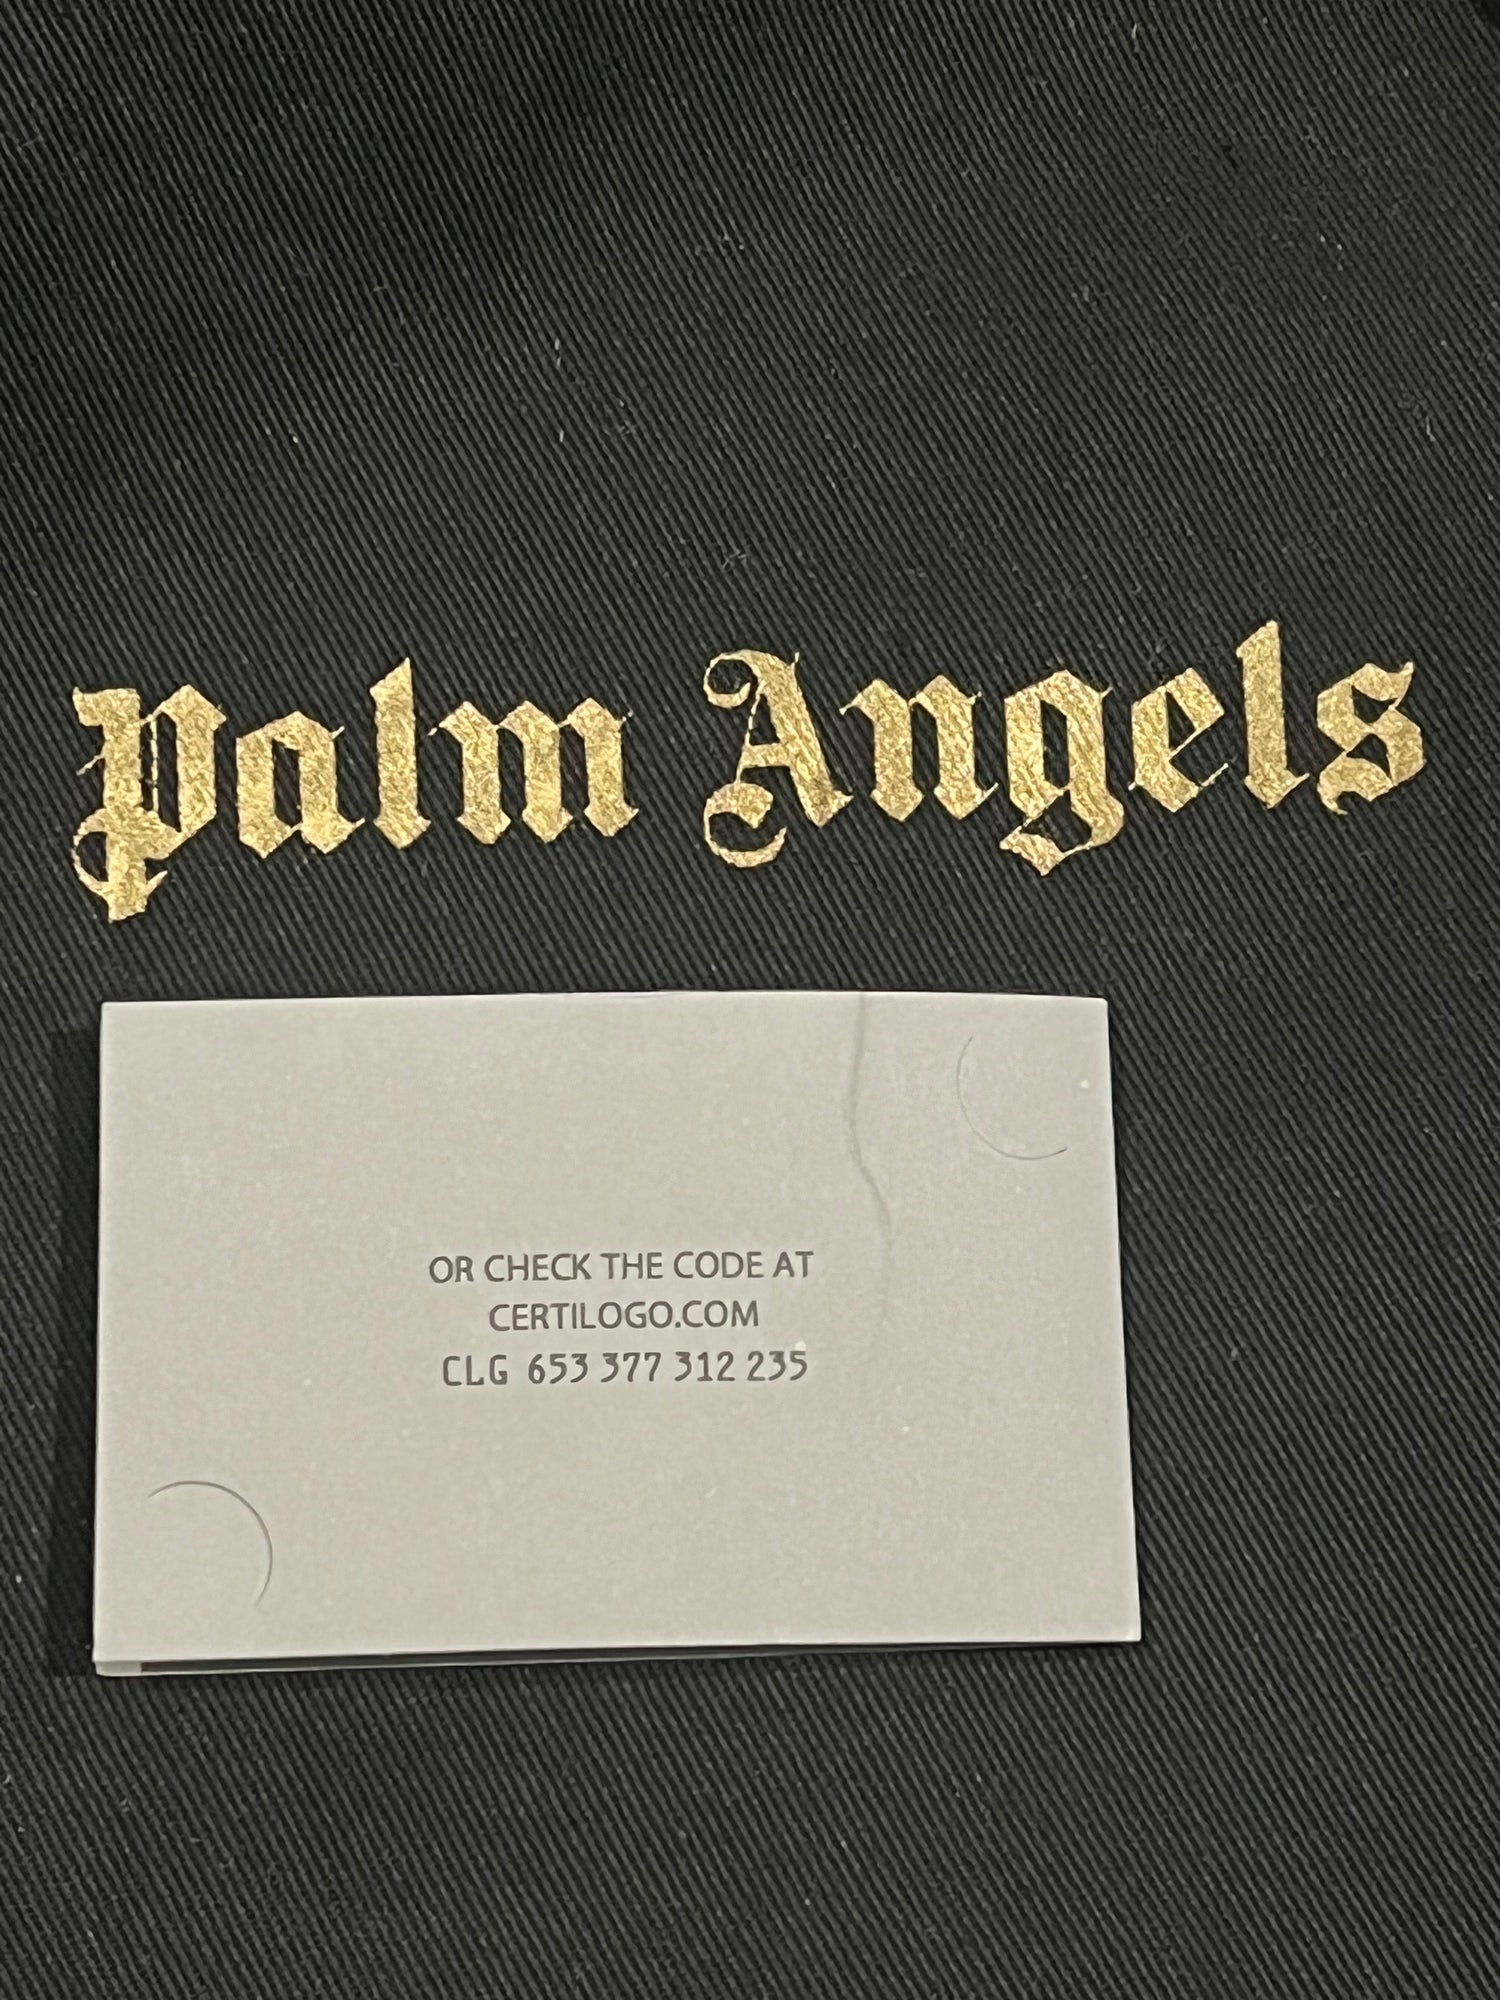 Palm Angels
OR CHECK THE CODE AT
CERTILOGO.COM
CLG 653 377 312 235